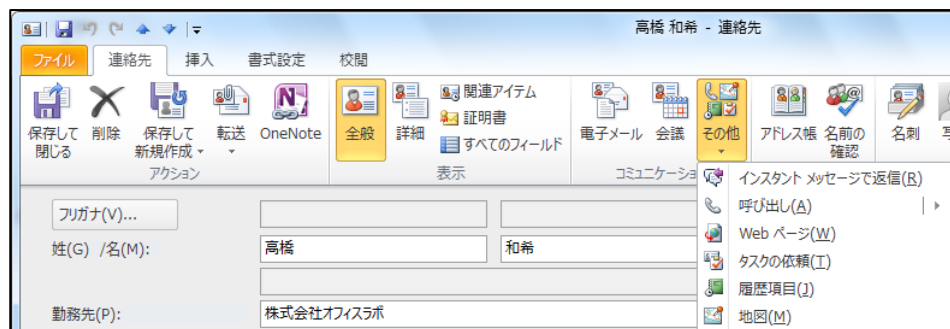 高橋 和希 - 連絡先
ファイル 連絡先 挿入 書式設定 校閲
保存して閉じる
削除
保存して新規作成
転送
OneNote
アクション
全般
詳細
関連アイテム
証明書
すべてのフィールド
表示
電子メール
会議
その他
コミュニケーショ
アドレス帳
名前の確認
名刺
インスタント メッセージで返信(R)
呼び出し(A)
Web ページ(W)
タスクの依頼(T)
履歴項目(J)
地図(M)
フリガナ(V)...
姓(G) /名(M): 高橋 和希
勤務先(P): 株式会社オフィスラボ